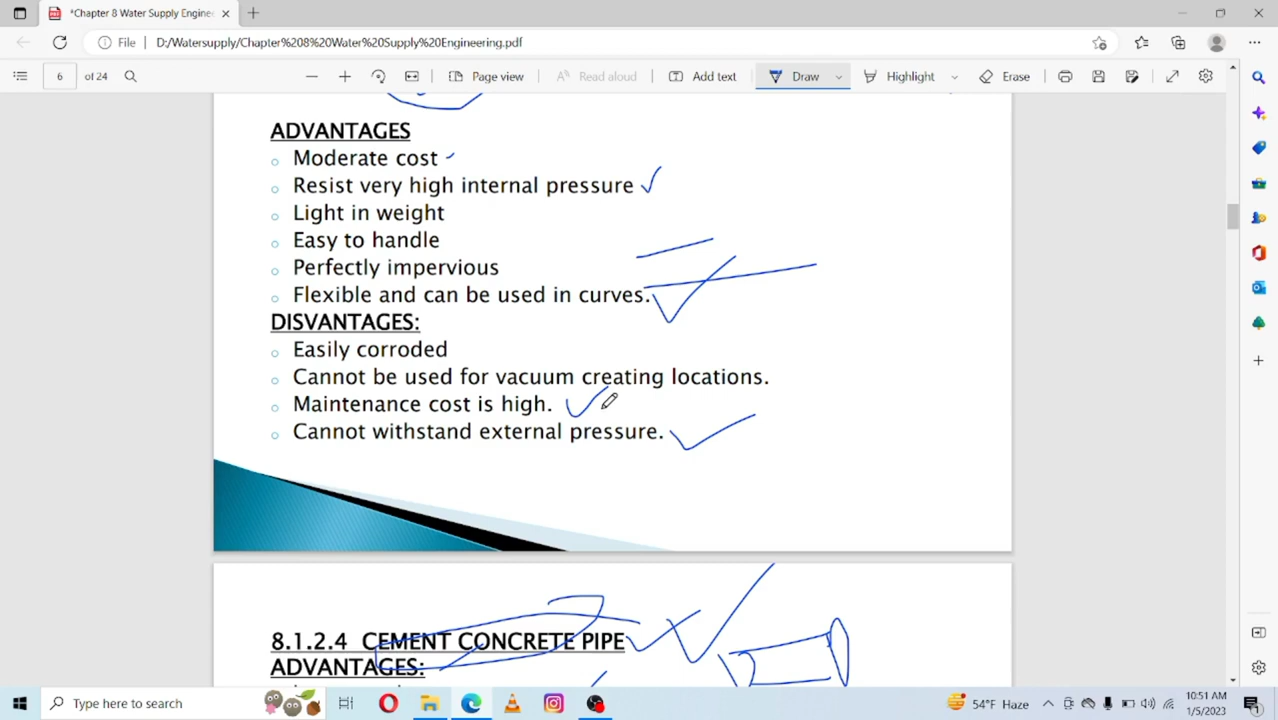 *Chapter 8 Water Supply Engine
File D:/Watersupply/Chapter%208%20Water%20Supply%20Engineering.pdf
6 of 24 Page view Read aloud Add text Draw Highlight Erase
ADVANTAGES
Moderate cost
Resist very high internal pressure
Light in weight
Easy to handle
Perfectly impervious
Flexible and can be used in curves.
DISVANTAGES:
Easily corroded
Cannot be used for vacuum creating locations.
Maintenance cost is high.
Cannot withstand external pressure.
8.1.2.4 CEMENT CONCRETE PIPE
ADVANTAGES:
Type here to search
54°F Haze
10:51 AM
1/5/2023